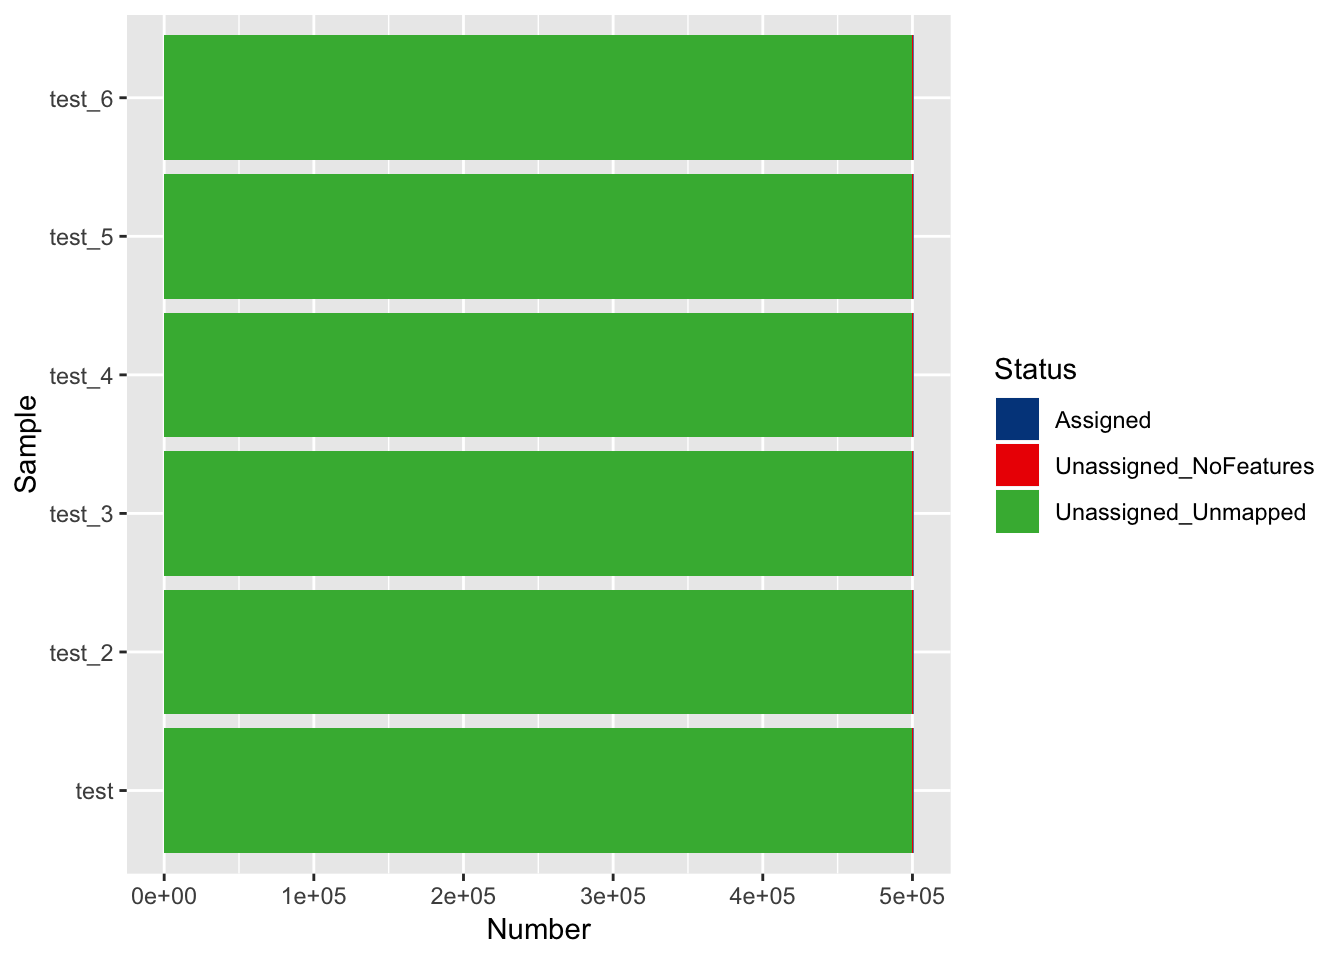 test_6
test_5
test_4
test_3
test_2
test
Sample
0e+00 1e+05 2e+05 3e+05 4e+05 5e+05
Number
Status
Assigned
Unassigned_NoFeatures
Unassigned_Unmapped